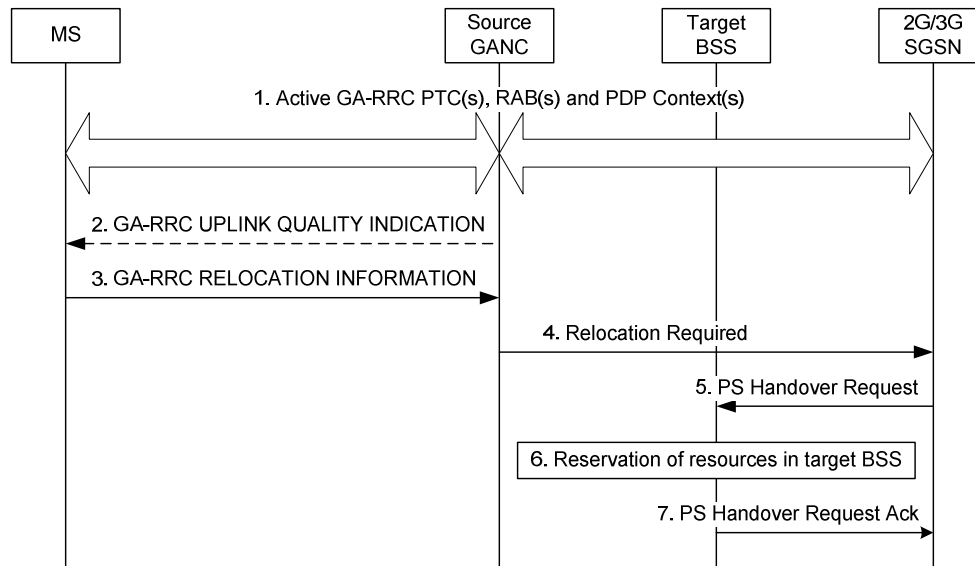 MS
Source
GANC
Target
BSS
2G/3G
SGSN
1. Active GA-RRC PTC(s), RAB(s) and PDP Context(s)
2. GA-RRC UPLINK QUALITY INDICATION
3. GA-RRC RELOCATION INFORMATION
4. Relocation Required
5. PS Handover Request
6. Reservation of resources in target BSS
7. PS Handover Request Ack